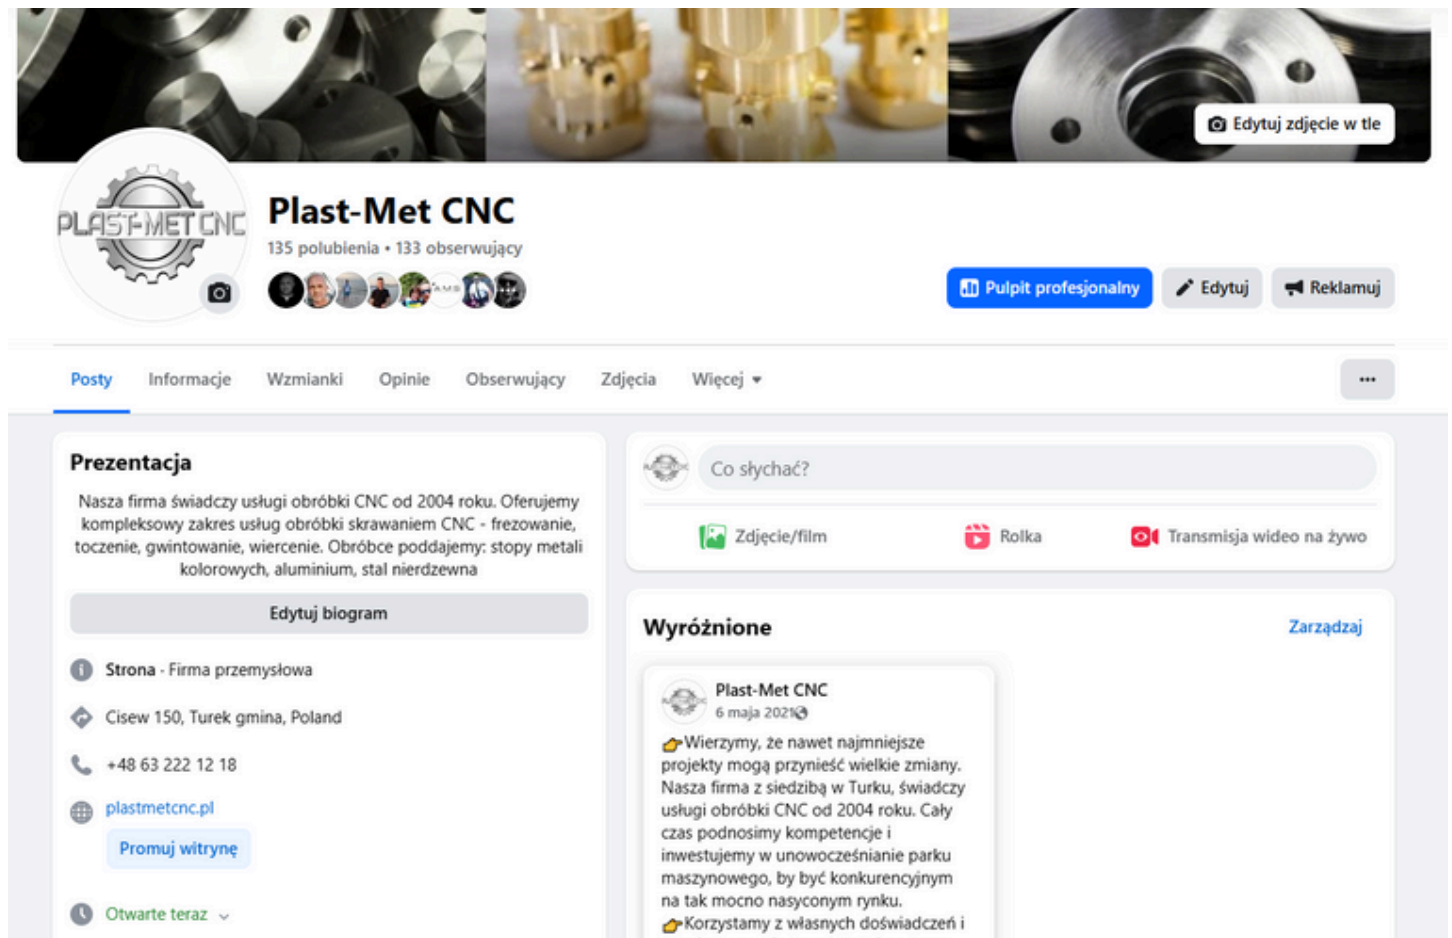 Edytuj zdjęcie w tle
PLAST-MET CNC
Plast-Met CNC
135 polubienia • 133 obserwujący
AMB
Pulpit profesjonalny
Edytuj
Reklamuj
Posty
Informacje
Wzmianki
Opinie
Obserwujący
Zdjęcia
Więcej
Prezentacja
Nasza firma świadczy usługi obróbki CNC od 2004 roku. Oferujemy
kompleksowy zakres usług obróbki skrawaniem CNC - frezowanie,
toczenie, gwintowanie, wiercenie. Obróbce poddajemy: stopy metali
kolorowych, aluminium, stal nierdzewna
Edytuj biogram
Strona · Firma przemysłowa
Cisew 150, Turek gmina, Poland
+48 63 222 12 18
plastmetcnc.pl
Promuj witrynę
Otwarte teraz
Co słychać?
Zdjęcie/film
Rolka
Transmisja wideo na żywo
Wyróżnione
Zarządzaj
Plast-Met CNC
6 maja 2021
👉Wierzymy, że nawet najmniejsze
projekty mogą przynieść wielkie zmiany.
Nasza firma z siedzibą w Turku, świadczy
usługi obróbki CNC od 2004 roku. Cały
czas podnosimy kompetencje i
inwestujemy w unowocześnianie parku
maszynowego, by być konkurencyjnym
na tak mocno nasyconym rynku.
👉Korzystamy z własnych doświadczeń i